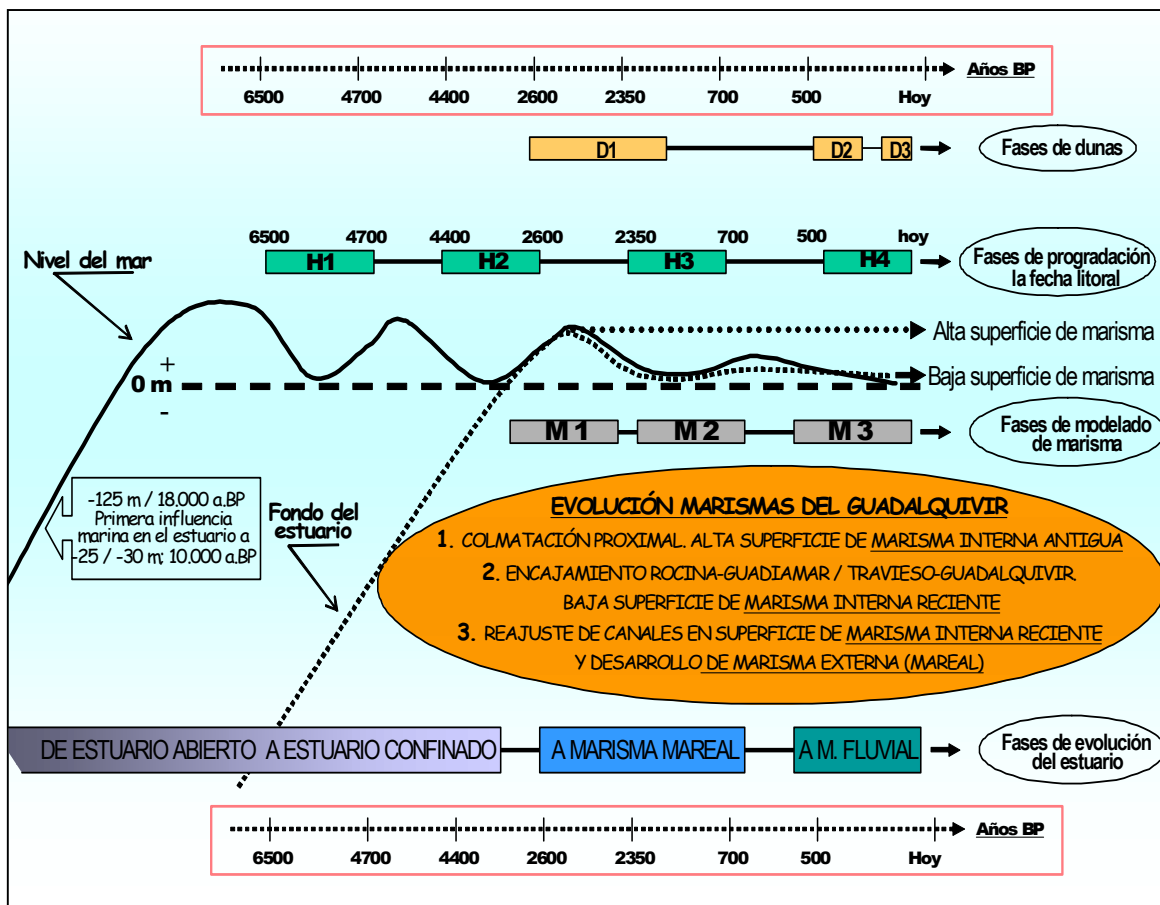 Años BP
6500 4700 4400 2600 2350 700 500 Hoy
D1 D2 D3
Fases de dunas
6500 4700 4400 2600 2350 700 500 hoy
H1 H2 H3 H4
Fases de progradación
la fecha litoral
Nivel del mar
Alta superficie de marisma
+
0 m
-
Baja superficie de marisma
M 1 M 2 M 3
Fases de modelado
de marisma
-125 m / 18.000 a.BP
Primera influencia
marina en el estuario a
-25 / -30 m; 10.000 a.BP
Fondo del
estuario
EVOLUCIÓN MARISMAS DEL GUADALQUIVIR
1. COLMATACIÓN PROXIMAL. ALTA SUPERFICIE DE MARISMA INTERNA ANTIGUA
2. ENCAJAMIENTO ROCINA-GUADIAMAR / TRAVIESO-GUADALQUIVIR.
BAJA SUPERFICIE DE MARISMA INTERNA RECIENTE
3. REAJUSTE DE CANALES EN SUPERFICIE DE MARISMA INTERNA RECIENTE
Y DESARROLLO DE MARISMA EXTERNA (MAREAL)
DE ESTUARIO ABIERTO A ESTUARIO CONFINADO
A MARISMA MAREAL
A M. FLUVIAL
Fases de evolución
del estuario
Años BP
6500 4700 4400 2600 2350 700 500 Hoy